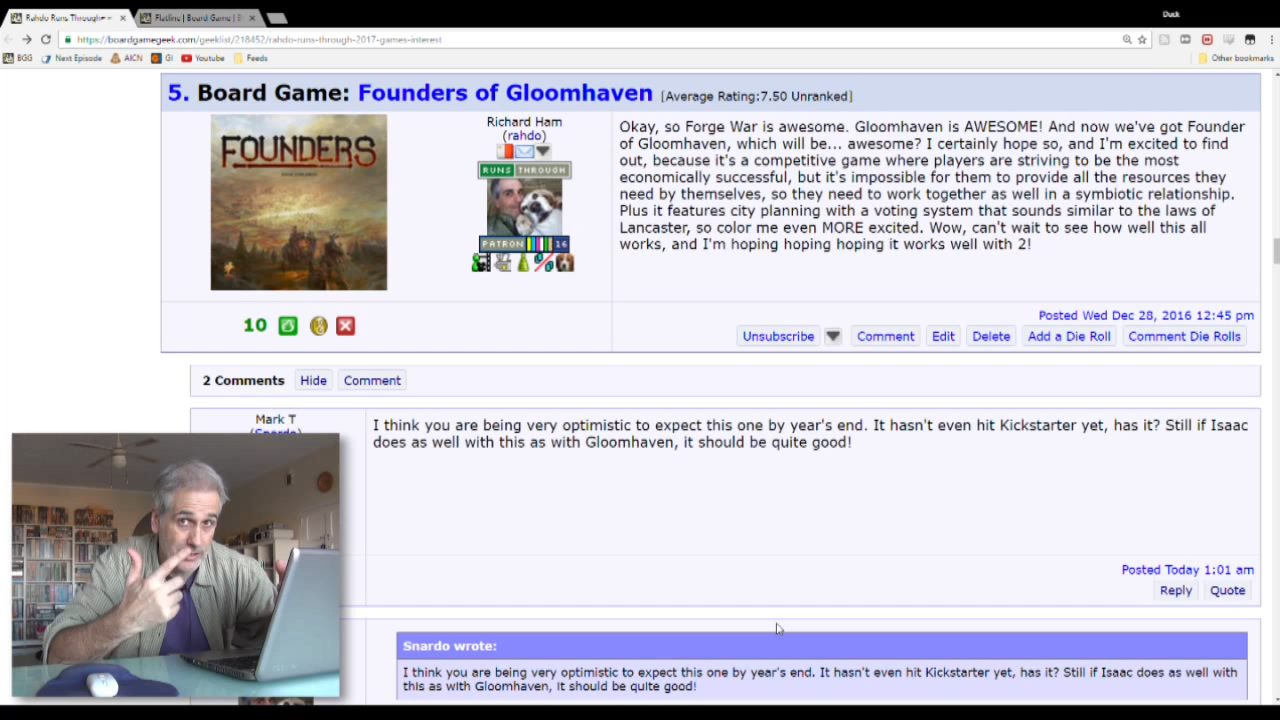 Rahdo Runs Through
Flatline | Board Game | B
Duck
https://boardgamegeek.com/geeklist/218452/rahdo-runs-through-2017-games-interest
BGG Next Episode AICN GI Youtube Feeds Other bookmarks
5. Board Game: Founders of Gloomhaven [Average Rating:7.50 Unranked]
FOUNDERS
Richard Ham
(rahdo)
RUNS THROUGH
PATRON 16
Okay, so Forge War is awesome. Gloomhaven is AWESOME! And now we've got Founder
of Gloomhaven, which will be... awesome? I certainly hope so, and I'm excited to find
out, because it's a competitive game where players are striving to be the most
economically successful, but it's impossible for them to provide all the resources they
need by themselves, so they need to work together as well in a symbiotic relationship.
Plus it features city planning with a voting system that sounds similar to the laws of
Lancaster, so color me even MORE excited. Wow, can't wait to see how well this all
works, and I'm hoping hoping hoping it works well with 2!
10
Posted Wed Dec 28, 2016 12:45 pm
Unsubscribe Comment Edit Delete Add a Die Roll Comment Die Rolls
2 Comments Hide Comment
Mark T
(Snardo)
I think you are being very optimistic to expect this one by year's end. It hasn't even hit Kickstarter yet, has it? Still if Isaac
does as well with this as with Gloomhaven, it should be quite good!
Posted Today 1:01 am
Reply Quote
Snardo wrote:
I think you are being very optimistic to expect this one by year's end. It hasn't even hit Kickstarter yet, has it? Still if Isaac does as well with
this as with Gloomhaven, it should be quite good!